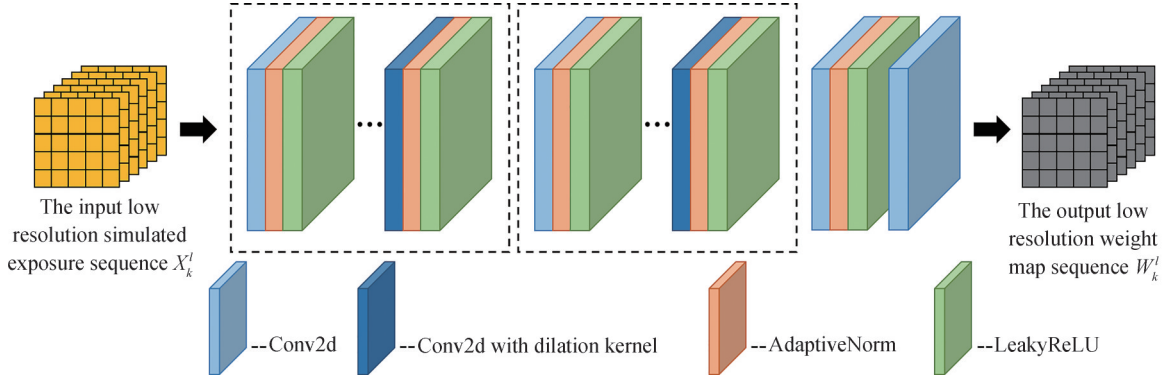 The input low
resolution simulated
exposure sequence $X_k^l$
The output low
resolution weight
map sequence $W_k^l$
--Conv2d
--Conv2d with dilation kernel
--AdaptiveNorm
--LeakyReLU